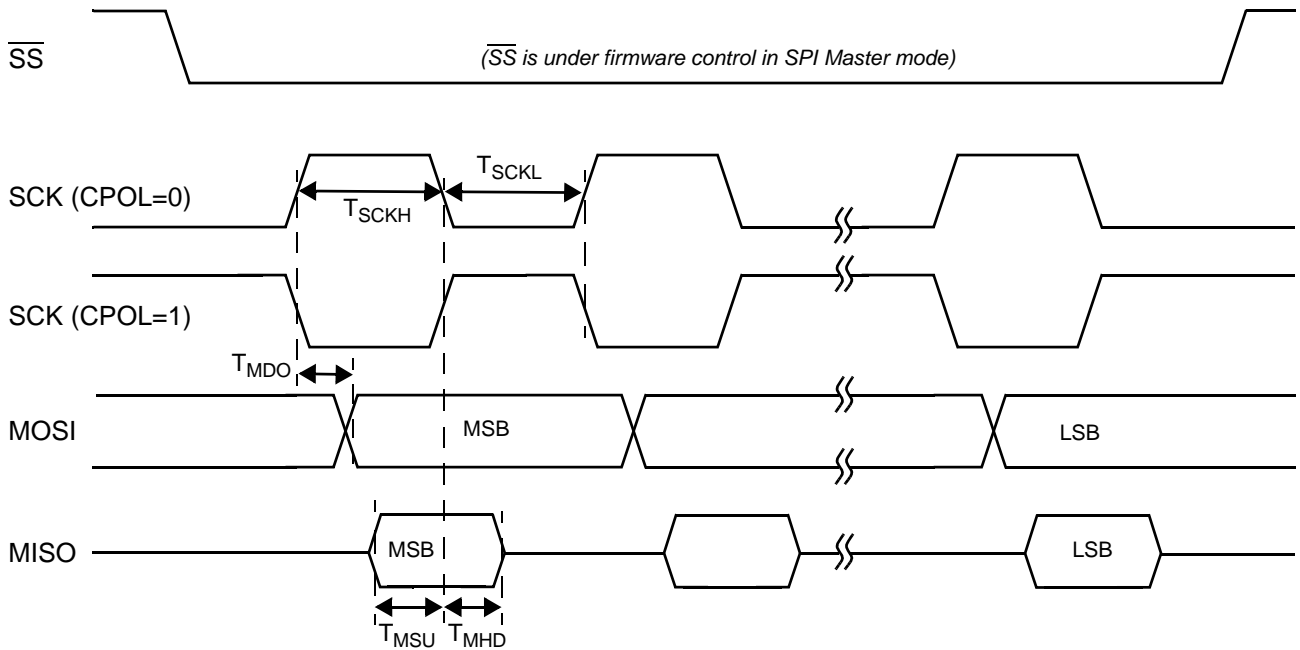 SS
(SS is under firmware control in SPI Master mode)
SCK (CPOL=0)
TSCKH
TSCKL
SCK (CPOL=1)
TMDO
MOSI
MSB
LSB
MISO
MSB
LSB
TMSU
TMHD